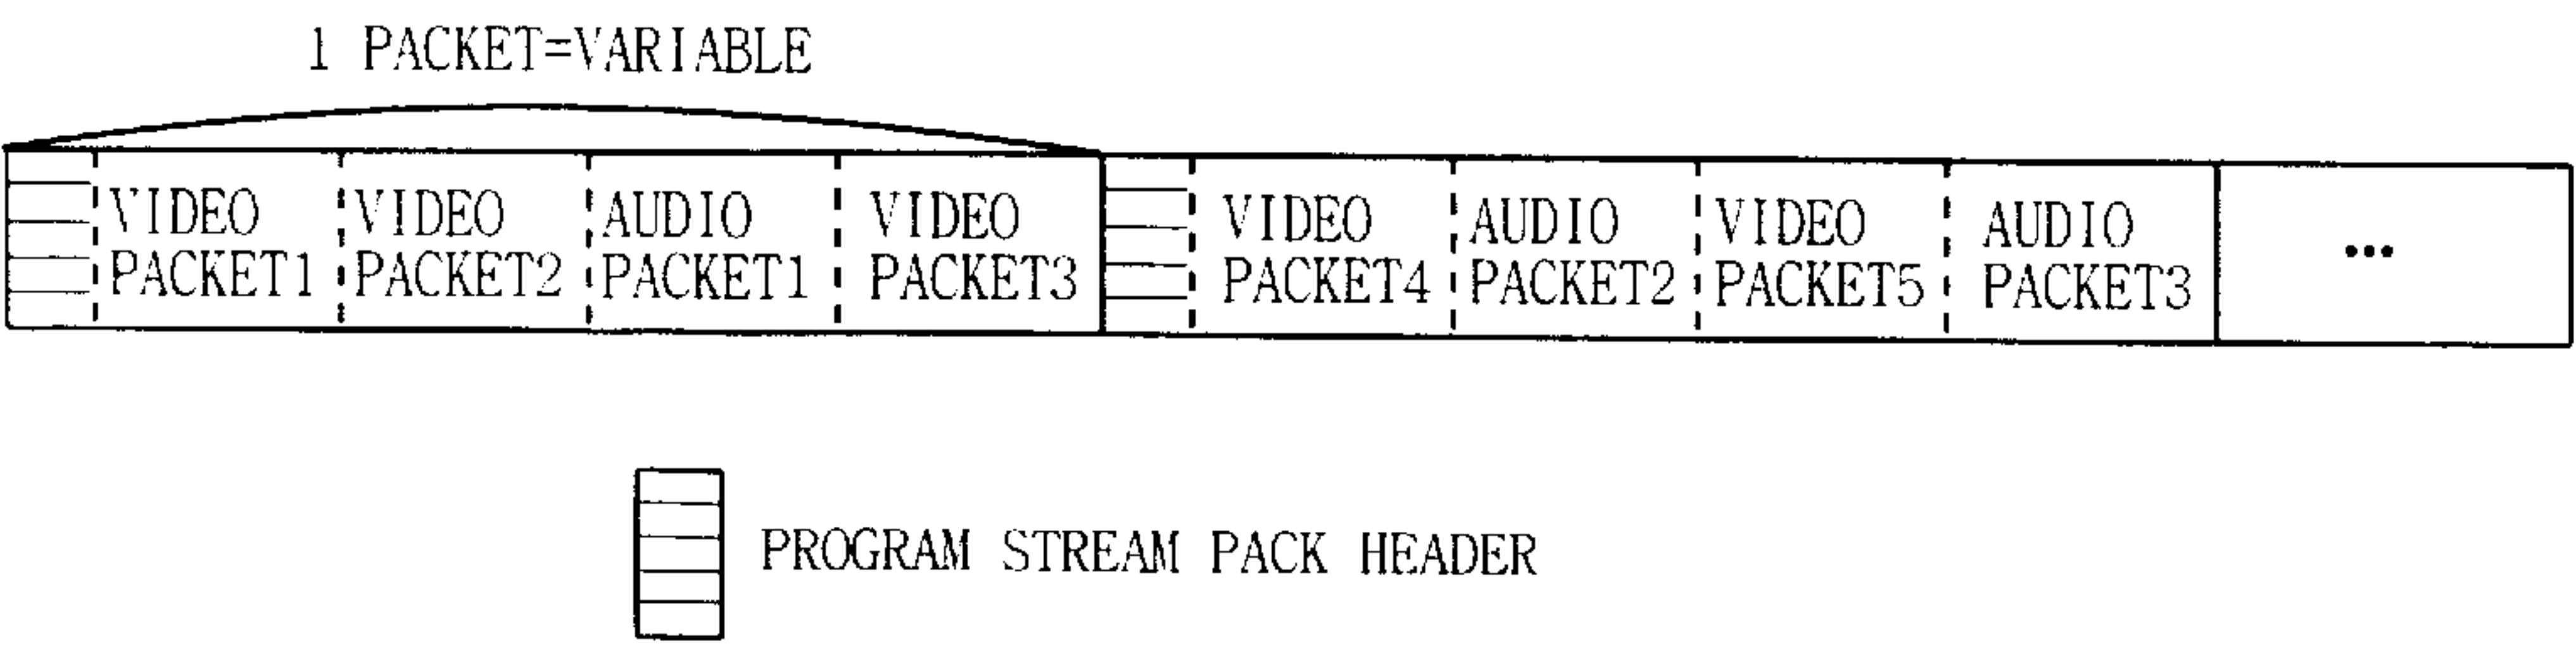 1 PACKET=VARIABLE
VIDEO PACKET1
VIDEO PACKET2
AUDIO PACKET1
VIDEO PACKET3
VIDEO PACKET4
AUDIO PACKET2
VIDEO PACKET5
AUDIO PACKET3
...
PROGRAM STREAM PACK HEADER